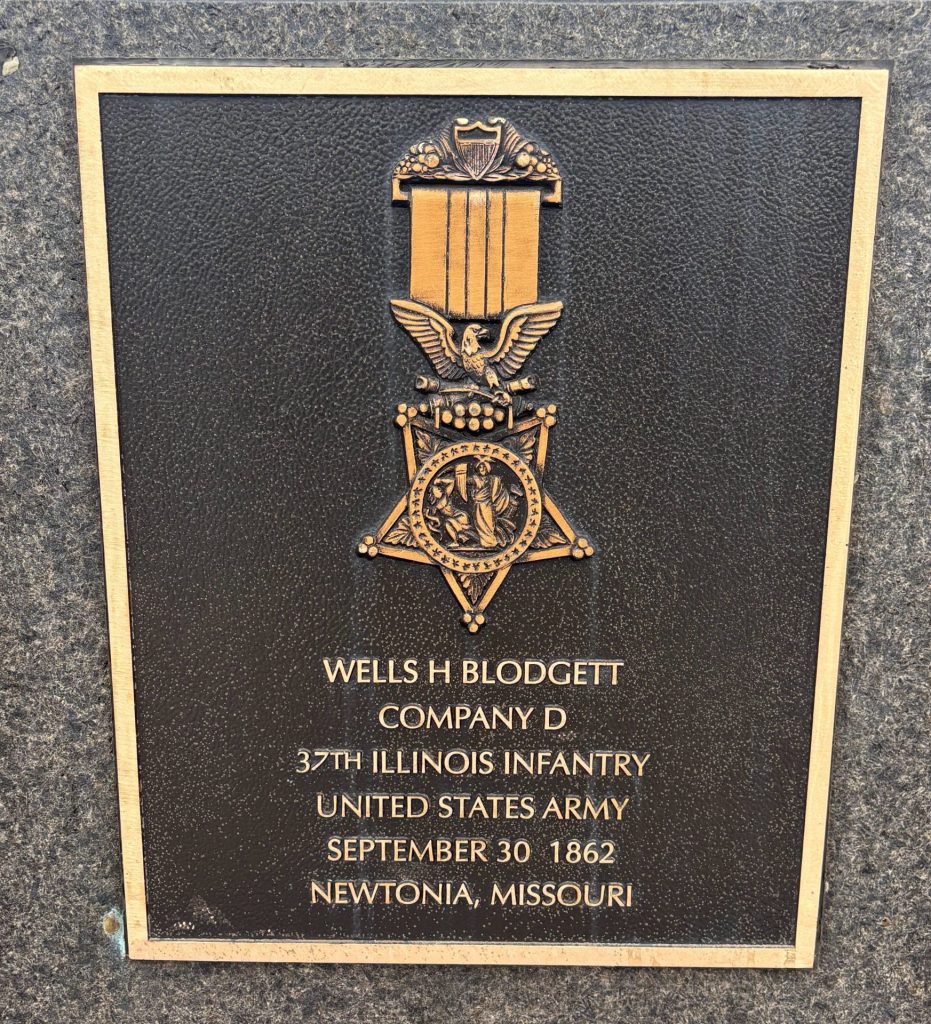 WELLS H BLODGETT
COMPANY D
37TH ILLINOIS INFANTRY
UNITED STATES ARMY
SEPTEMBER 30 1862
NEWTONIA, MISSOURI